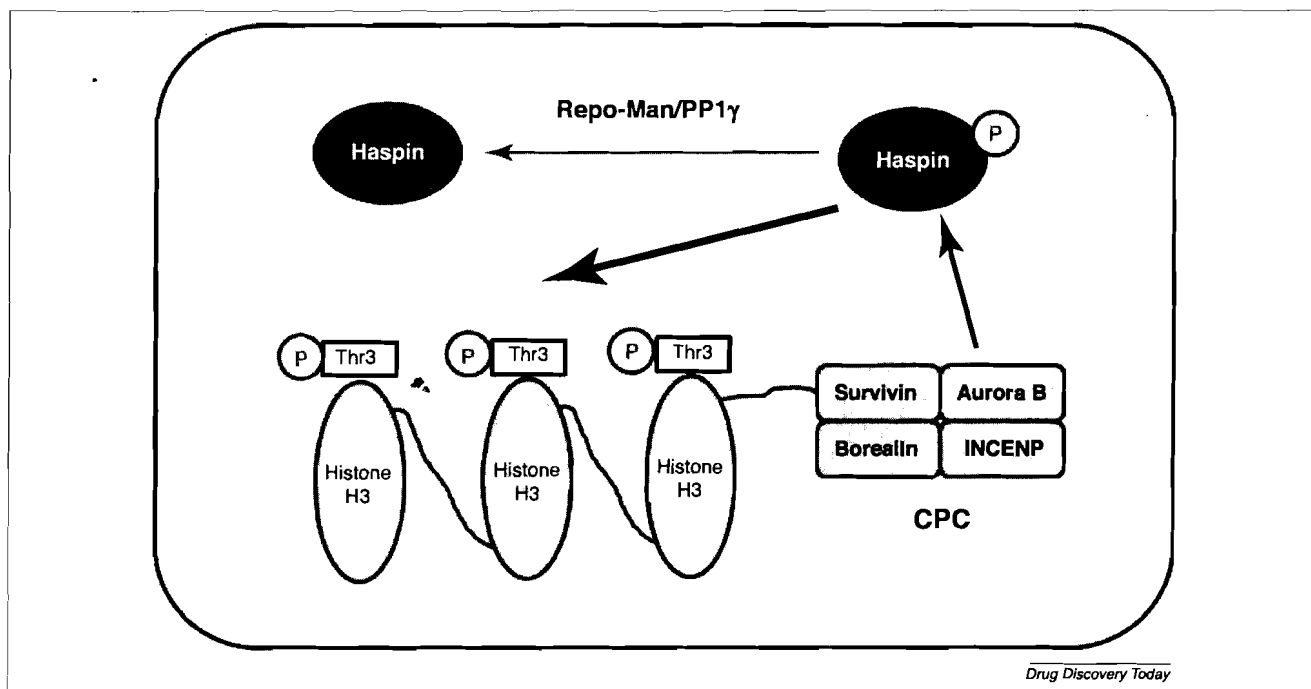 Repo-Man/PP1γ
Haspin
Haspin
P
P
Thr3
P
Thr3
P
Thr3
Histone
H3
Histone
H3
Histone
H3
Survivin
Aurora B
Borealin
INCENP
CPC
Drug Discovery Today